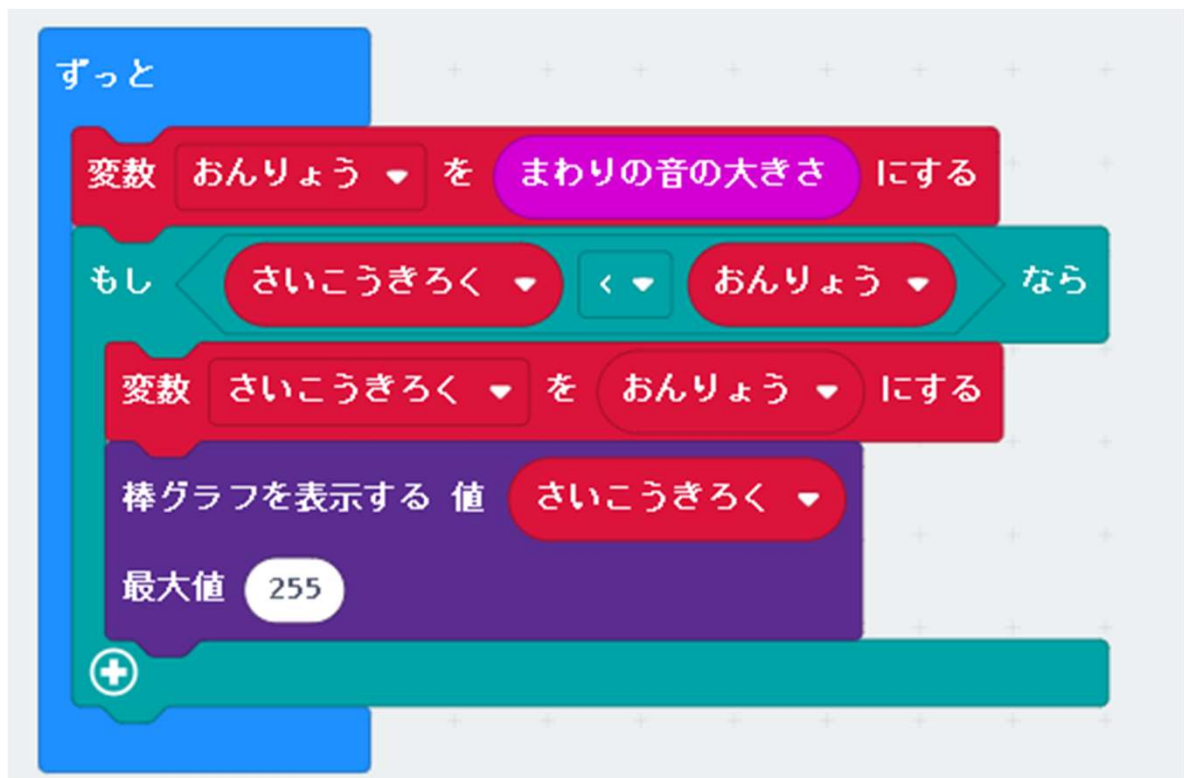 ずっと
変数 おんりょう を まわりの音の大きさ にする
もし さいこうきろく < おんりょう なら
変数 さいこうきろく を おんりょう にする
棒グラフを表示する 値 さいこうきろく
最大値 255